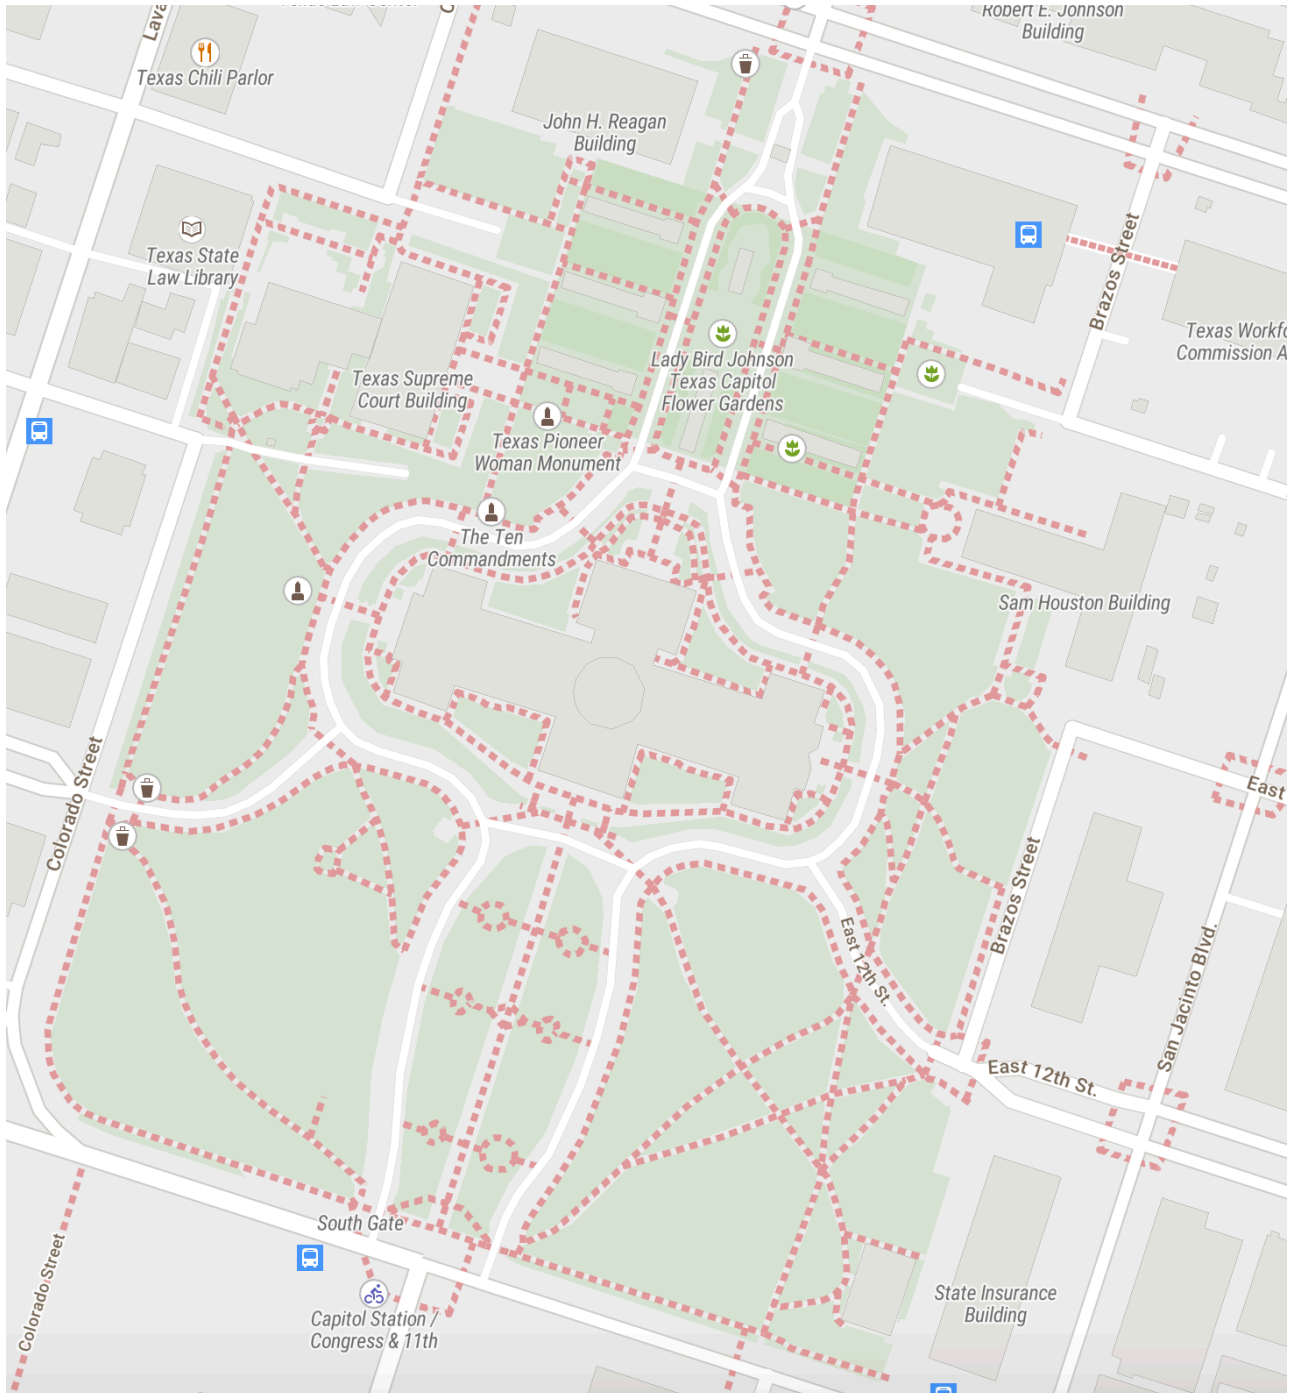 Robert E. Johnson
Building
Texas Chili Parlor
John H. Reagan
Building
Texas State
Law Library
Brazos Street
Lady Bird Johnson
Texas Capitol
Flower Gardens
Texas Supreme
Court Building
Texas Pioneer
Woman Monument
The Ten
Commandments
Sam Houston Building
Colorado Street
East
Brazos Street
East 12th St.
San Jacinto Blvd.
East 12th St.
South Gate
Colorado Street
Capitol Station /
Congress & 11th
State Insurance
Building
Texas Workfo
Commission A
Lava